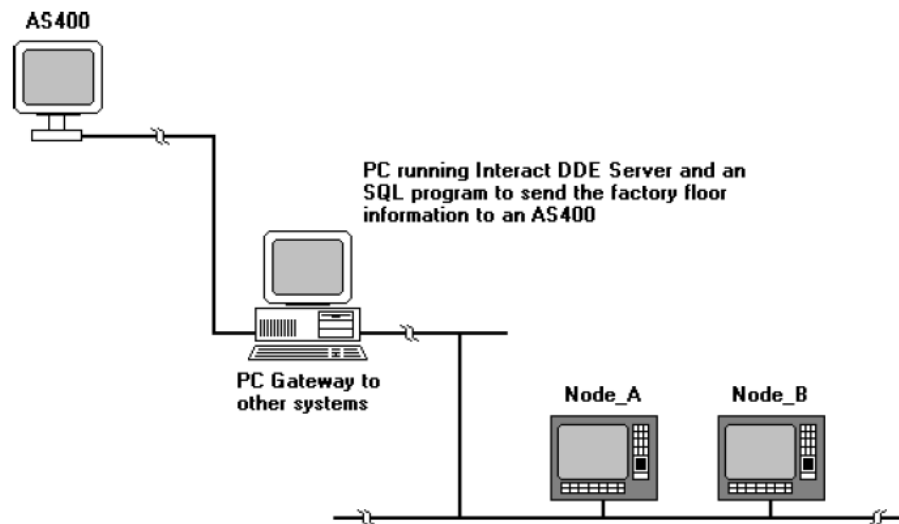 AS400
PC running Interact DDE Server and an
SQL program to send the factory floor
information to an AS400
PC Gateway to
other systems
Node_A
Node_B